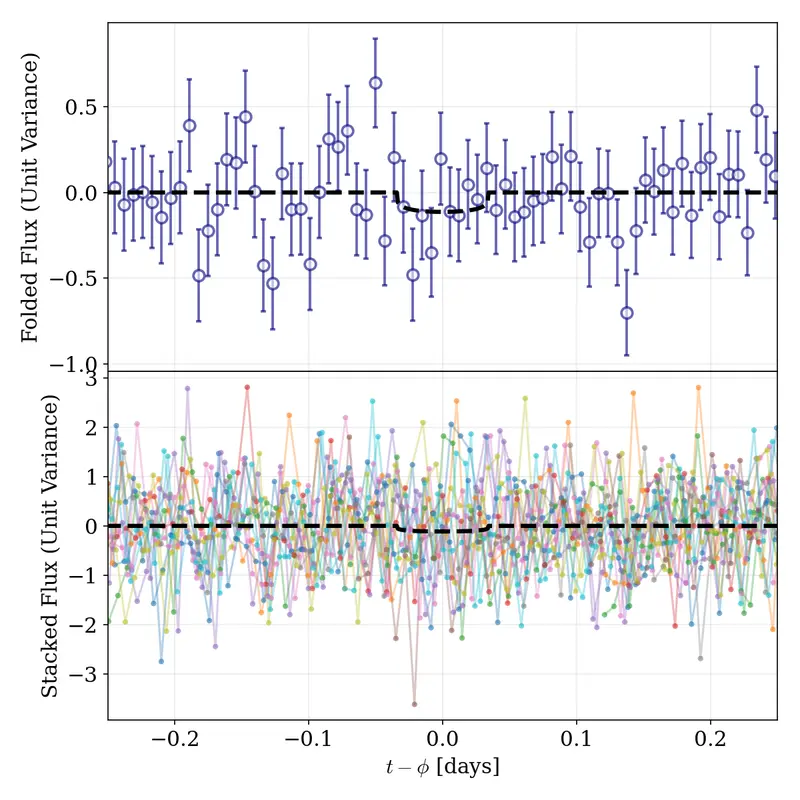 Folded Flux (Unit Variance)
0.5
0.0
−0.5
−1.0
Stacked Flux (Unit Variance)
3
2
1
0
−1
−2
−3
−0.2 −0.1 0.0 0.1 0.2
t − ϕ [days]